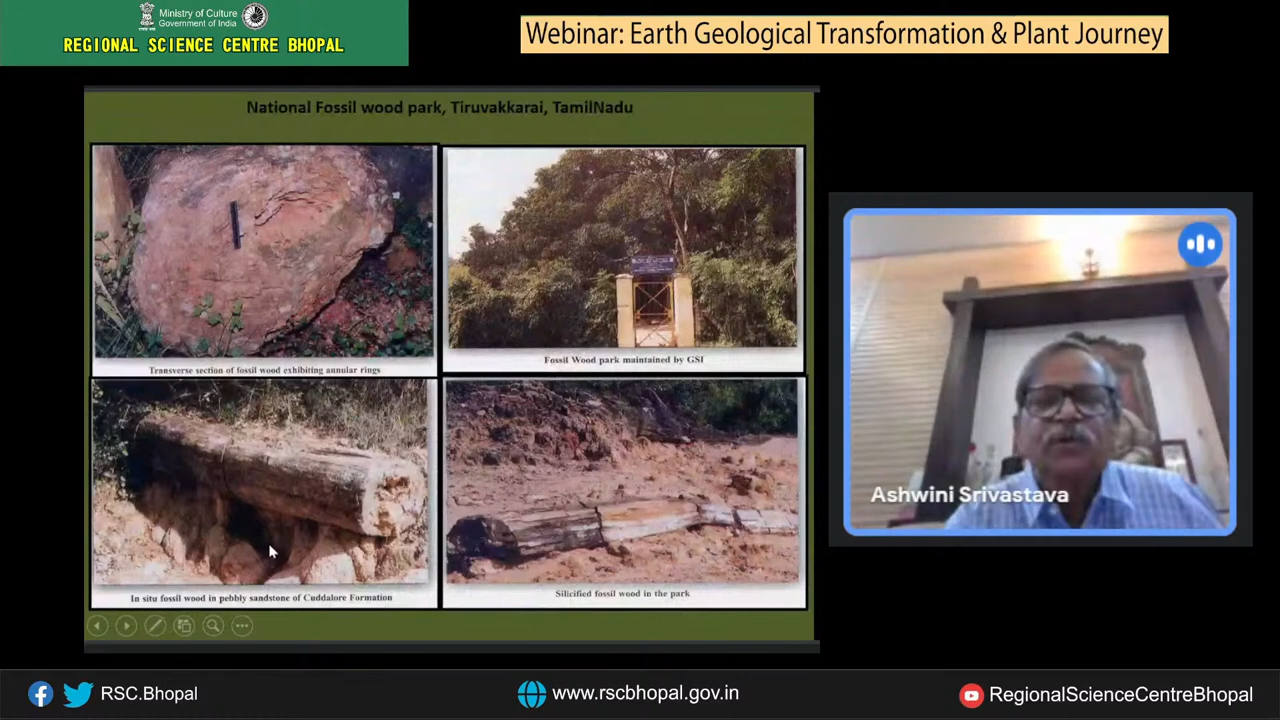 Ministry of Culture
Government of India
REGIONAL SCIENCE CENTRE BHOPAL
Webinar: Earth Geological Transformation & Plant Journey
National Fossil wood park, Tiruvakkarai, TamilNadu
Transverse section of fossil wood exhibiting annular rings
Fossil Wood park maintained by GSI
In situ fossil wood in pebbly sandstone of Cuddalore Formation
Silicified fossil wood in the park
Ashwini Srivastava
RSC.Bhopal
www.rscbhopal.gov.in
RegionalScienceCentreBhopal